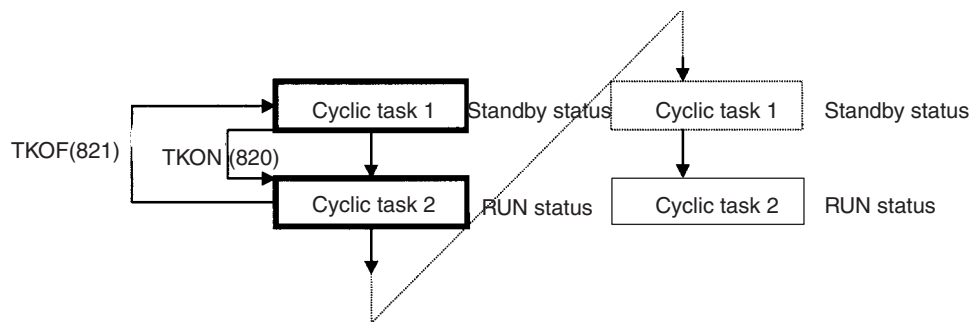 Cyclic task 1 Standby status
Cyclic task 1 Standby status
TKOF(821)
TKON (820)
Cyclic task 2 RUN status
Cyclic task 2 RUN status